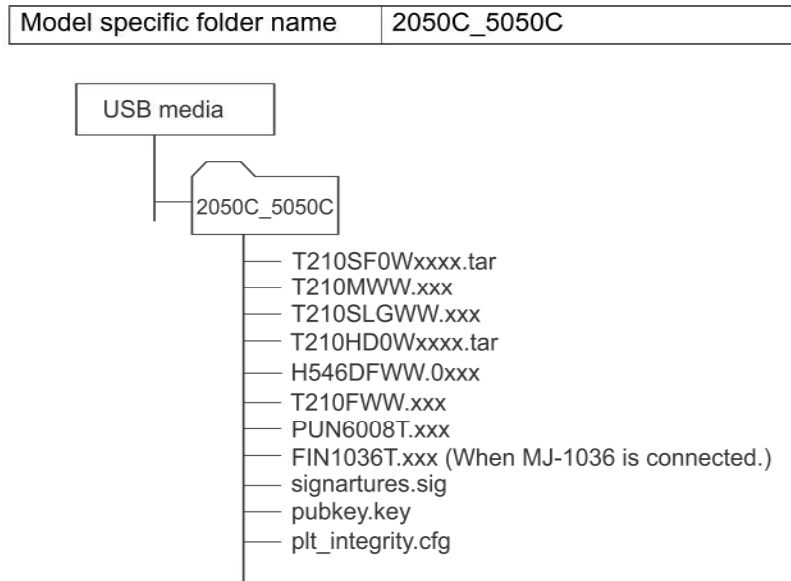 Model specific folder name 2050C_5050C
USB media
2050C_5050C
T210SF0Wxxxx.tar
T210MWW.xxx
T210SLGWW.xxx
T210HD0Wxxxx.tar
H546DFWW.0xxx
T210FWW.xxx
PUN6008T.xxx
FIN1036T.xxx (When MJ-1036 is connected.)
signartures.sig
pubkey.key
plt_integrity.cfg